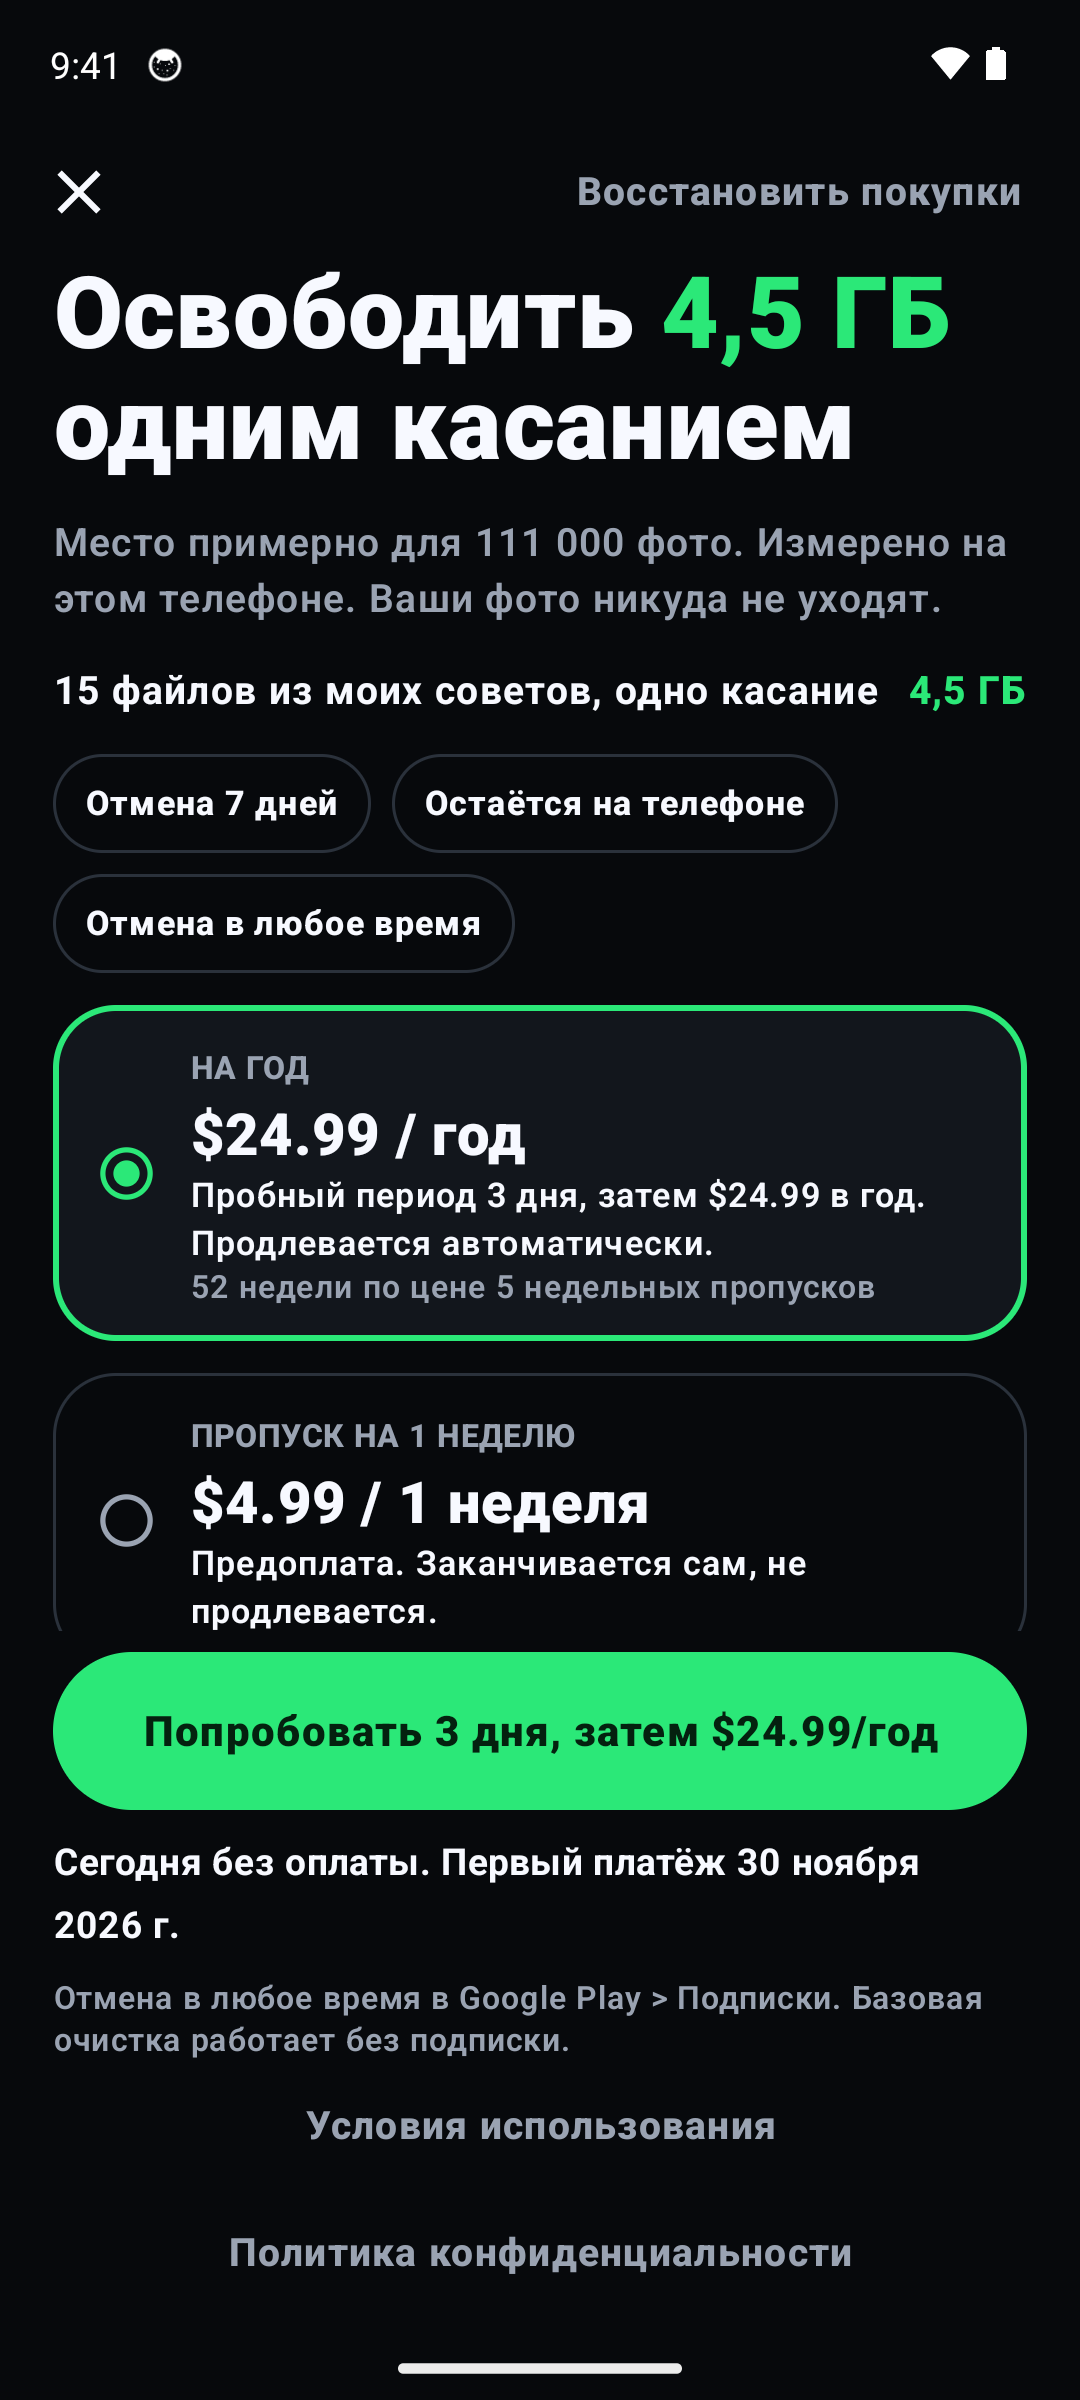 9:41
Восстановить покупки
Освободить 4,5 ГБ
одним касанием
Место примерно для 111 000 фото. Измерено на
этом телефоне. Ваши фото никуда не уходят.
15 файлов из моих советов, одно касание 4,5 ГБ
Отмена 7 дней
Остаётся на телефоне
Отмена в любое время
НА ГОД
$24.99 / год
Пробный период 3 дня, затем $24.99 в год.
Продлевается автоматически.
52 недели по цене 5 недельных пропусков
ПРОПУСК НА 1 НЕДЕЛЮ
$4.99 / 1 неделя
Предоплата. Заканчивается сам, не
продлевается.
Попробовать 3 дня, затем $24.99/год
Сегодня без оплаты. Первый платёж 30 ноября
2026 г.
Отмена в любое время в Google Play > Подписки. Базовая
очистка работает без подписки.
Условия использования
Политика конфиденциальности